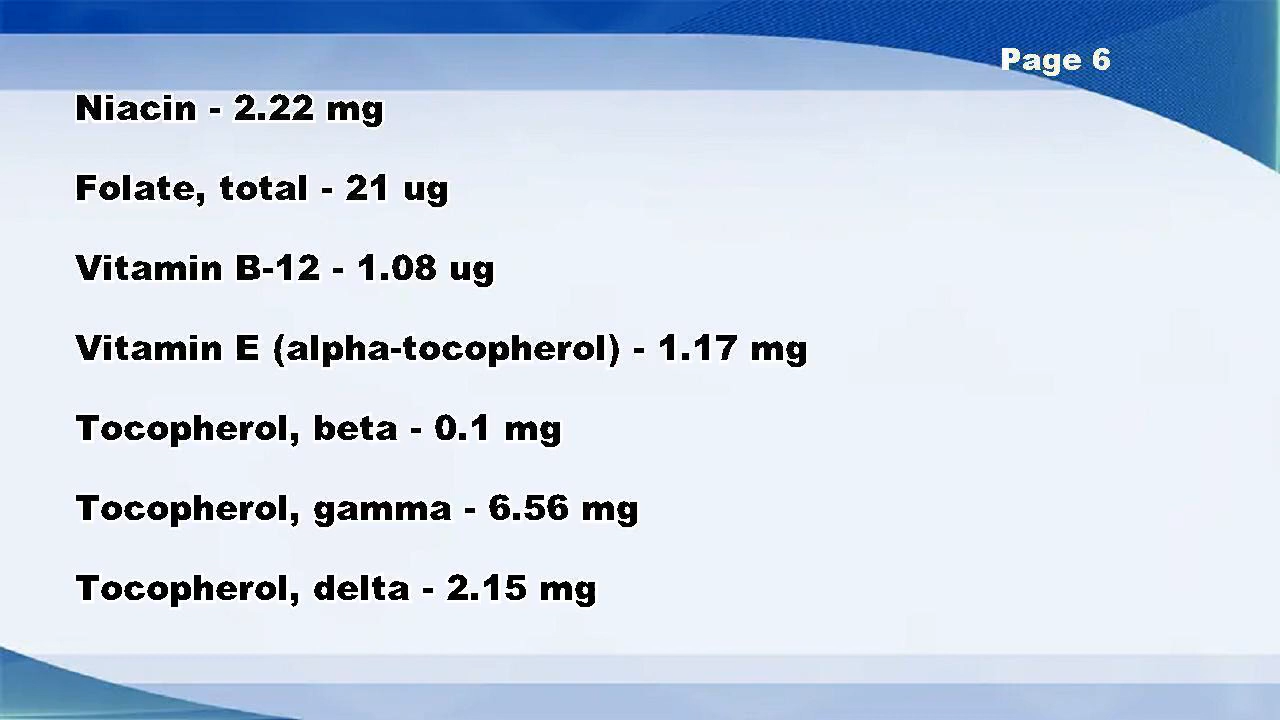 Page 6
Niacin - 2.22 mg
Folate, total - 21 ug
Vitamin B-12 - 1.08 ug
Vitamin E (alpha-tocopherol) - 1.17 mg
Tocopherol, beta - 0.1 mg
Tocopherol, gamma - 6.56 mg
Tocopherol, delta - 2.15 mg